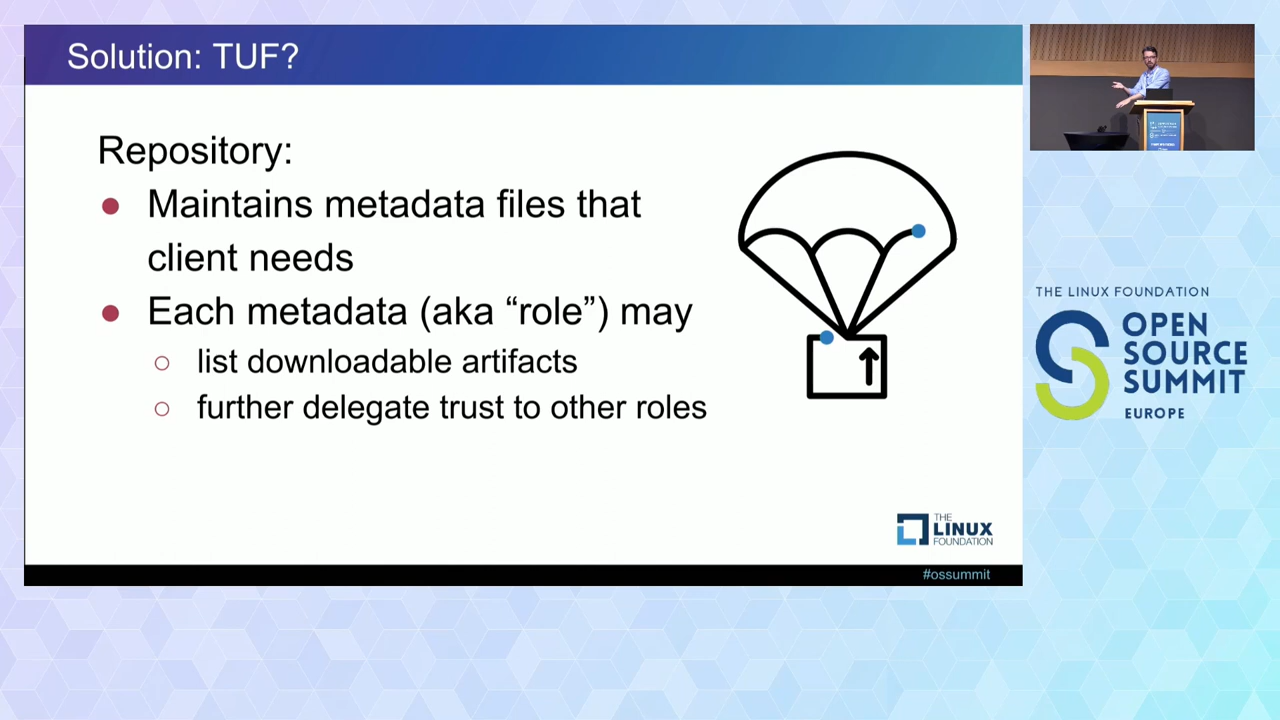 Solution: TUF?
Repository:
● Maintains metadata files that
client needs
● Each metadata (aka “role”) may
○ list downloadable artifacts
○ further delegate trust to other roles
THE
LINUX
FOUNDATION
#ossummit
THE LINUX FOUNDATION
OPEN
SOURCE
SUMMIT
EUROPE